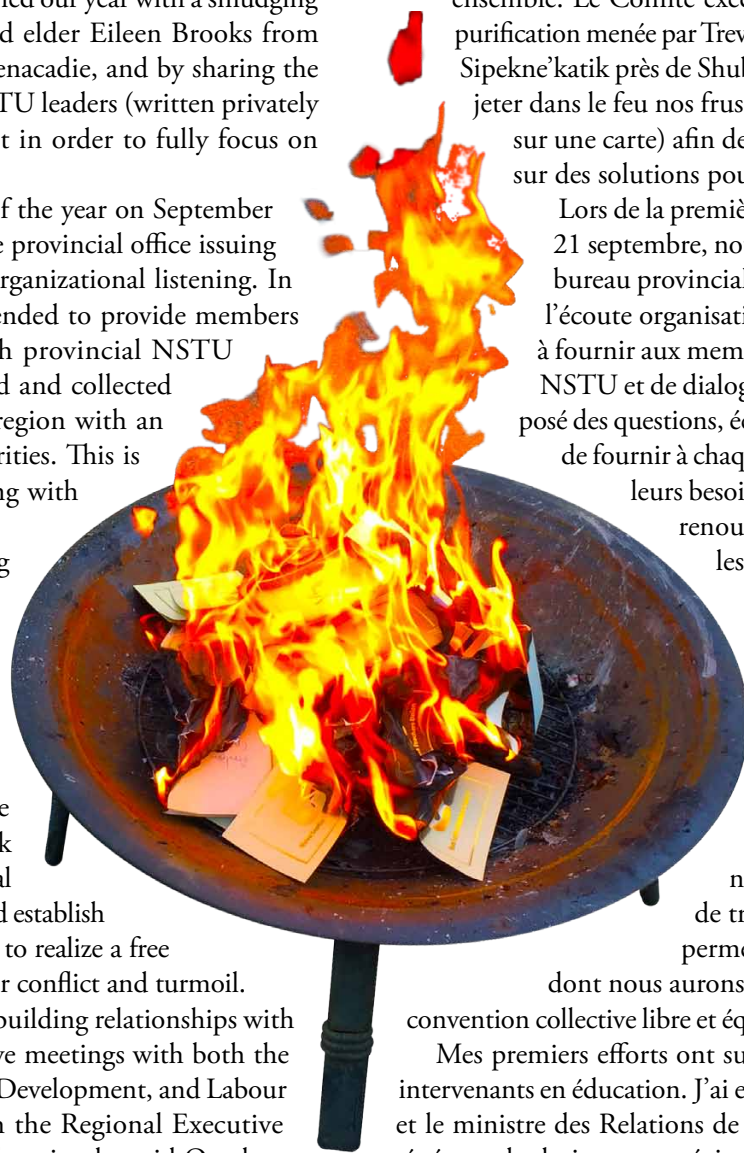 ned our year with a smudging
d elder Eileen Brooks from
enacadie, and by sharing the
TU leaders (written privately
t in order to fully focus on
f the year on September
e provincial office issuing
rganizational listening. In
ended to provide members
h provincial NSTU
d and collected
region with an
rities. This is
ng with
g
e
k
al
d establish
to realize a free
r conflict and turmoil.
building relationships with
ve meetings with both the
Development, and Labour
n the Regional Executive
ensemble. Le Comité exéc
purification menée par Trev
Sipekne’katik près de Shub
jeter dans le feu nos frus
sur une carte) afin de
sur des solutions pou
Lors de la premiè
21 septembre, no
bureau provincial
l’écoute organisati
à fournir aux mem
NSTU et de dialog
posé des questions, éc
de fournir à chaq
leurs besoi
renou
les
n
de tr
perme
dont nous aurons
convention collective libre et éq
Mes premiers efforts ont su
intervenants en éducation. J’ai e
et le ministre des Relations de